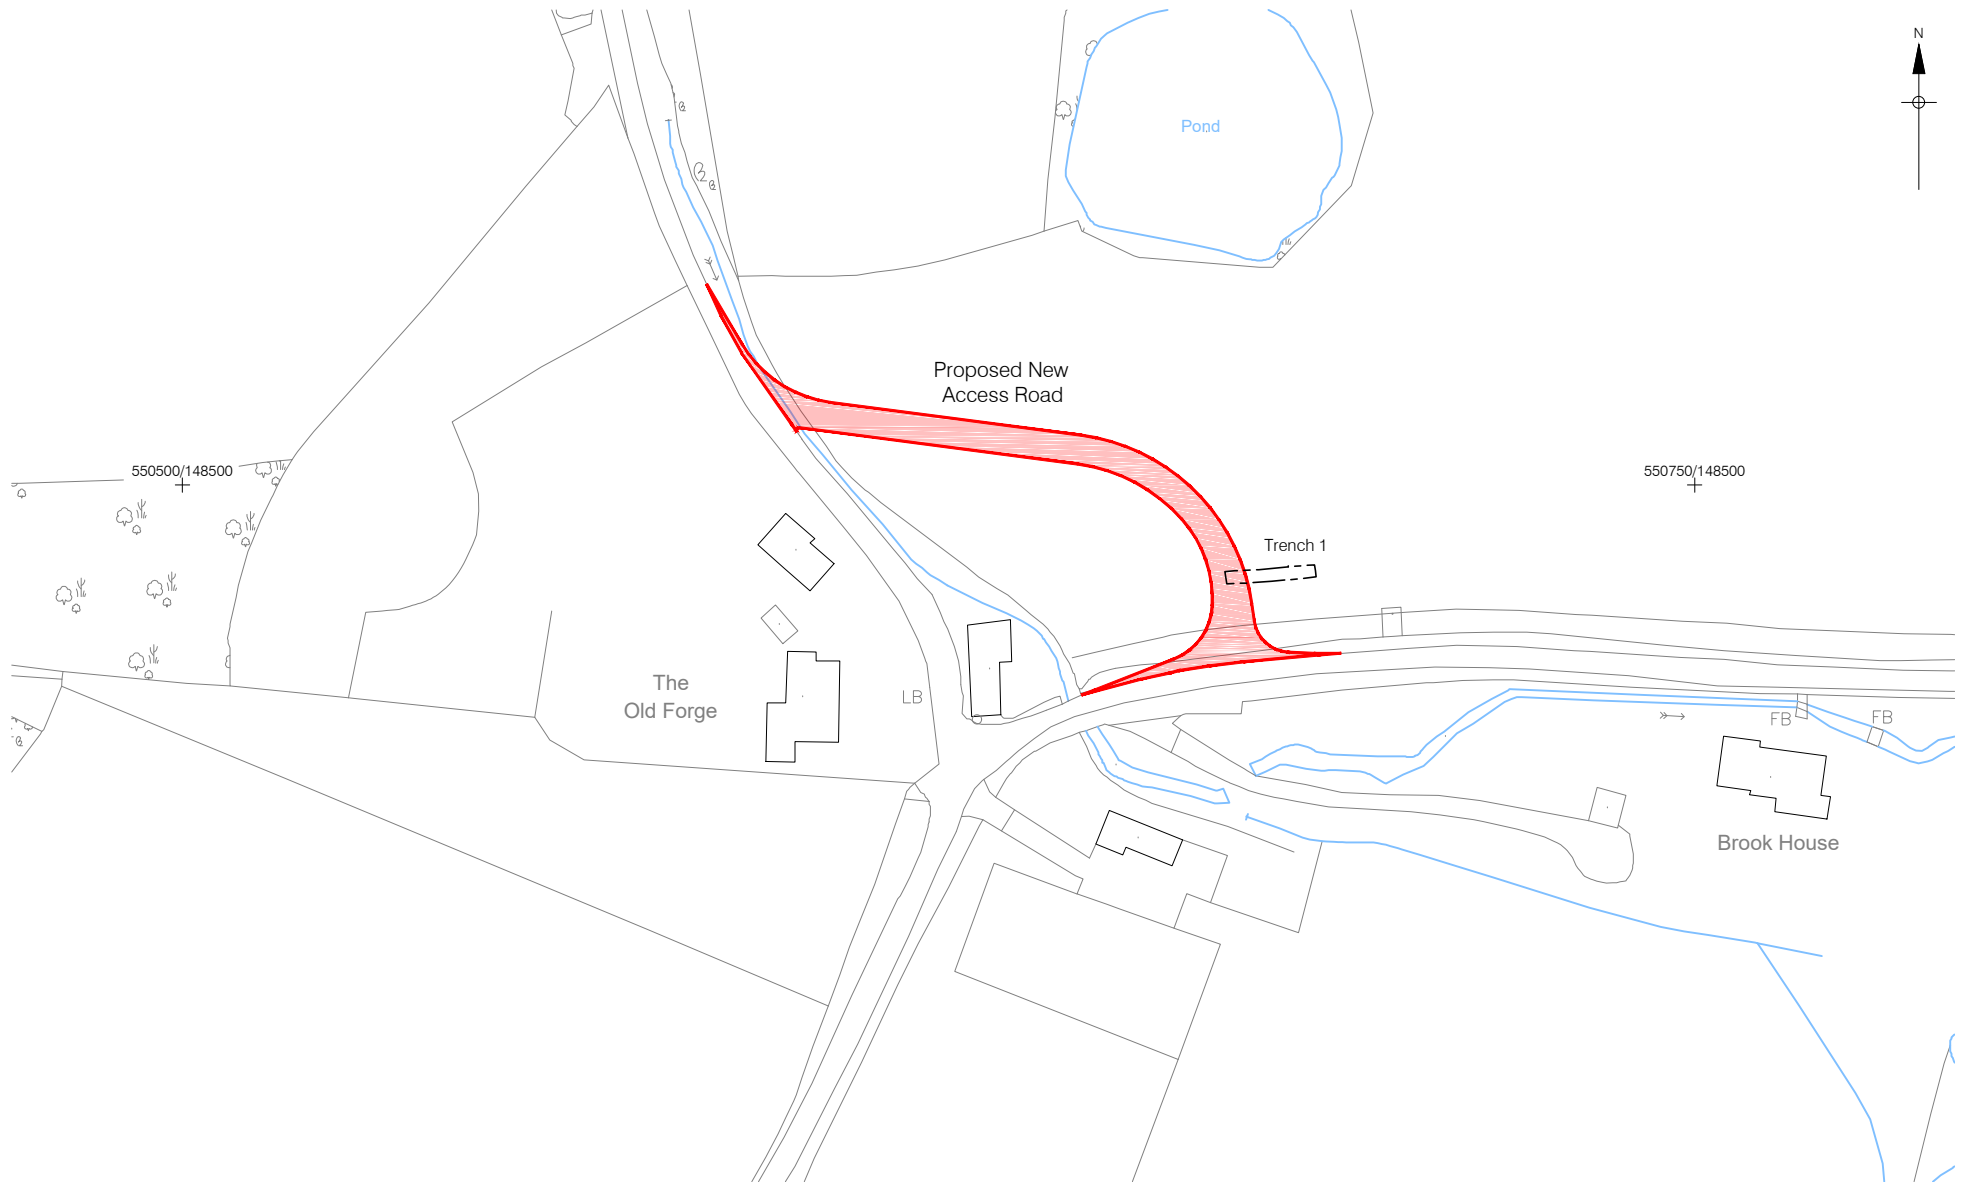 N
Pond
Proposed New
Access Road
550500/148500
550750/148500
Trench 1
The
Old Forge
LB
FB
FB
Brook House